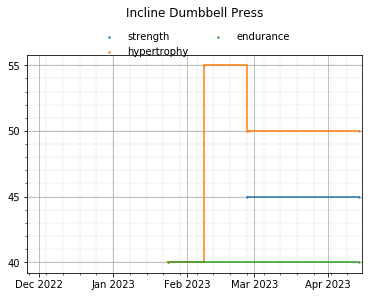 Incline Dumbbell Press
strength
endurance
hypertrophy
55
50
45
40
Dec 2022 Jan 2023 Feb 2023 Mar 2023 Apr 2023